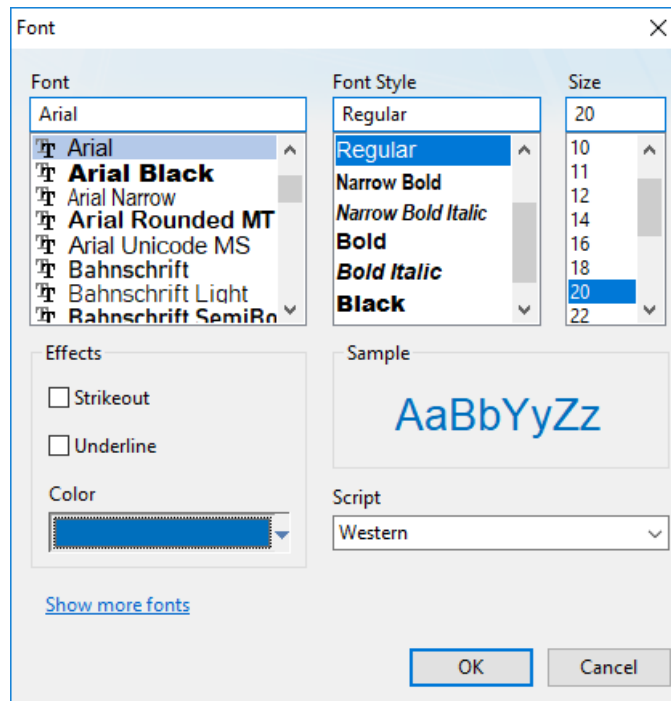 Font
Font
Arial
Arial
Arial Black
Arial Narrow
Arial Rounded MT
Arial Unicode MS
Bahnschrift
Bahnschrift Light
Bahnschrift SemiBo
Font Style
Regular
Regular
Narrow Bold
Narrow Bold Italic
Bold
Bold Italic
Black
Size
20
10
11
12
14
16
18
20
22
Effects
Strikeout
Underline
Color
Sample
AaBbYyZz
Script
Western
Show more fonts
OK
Cancel